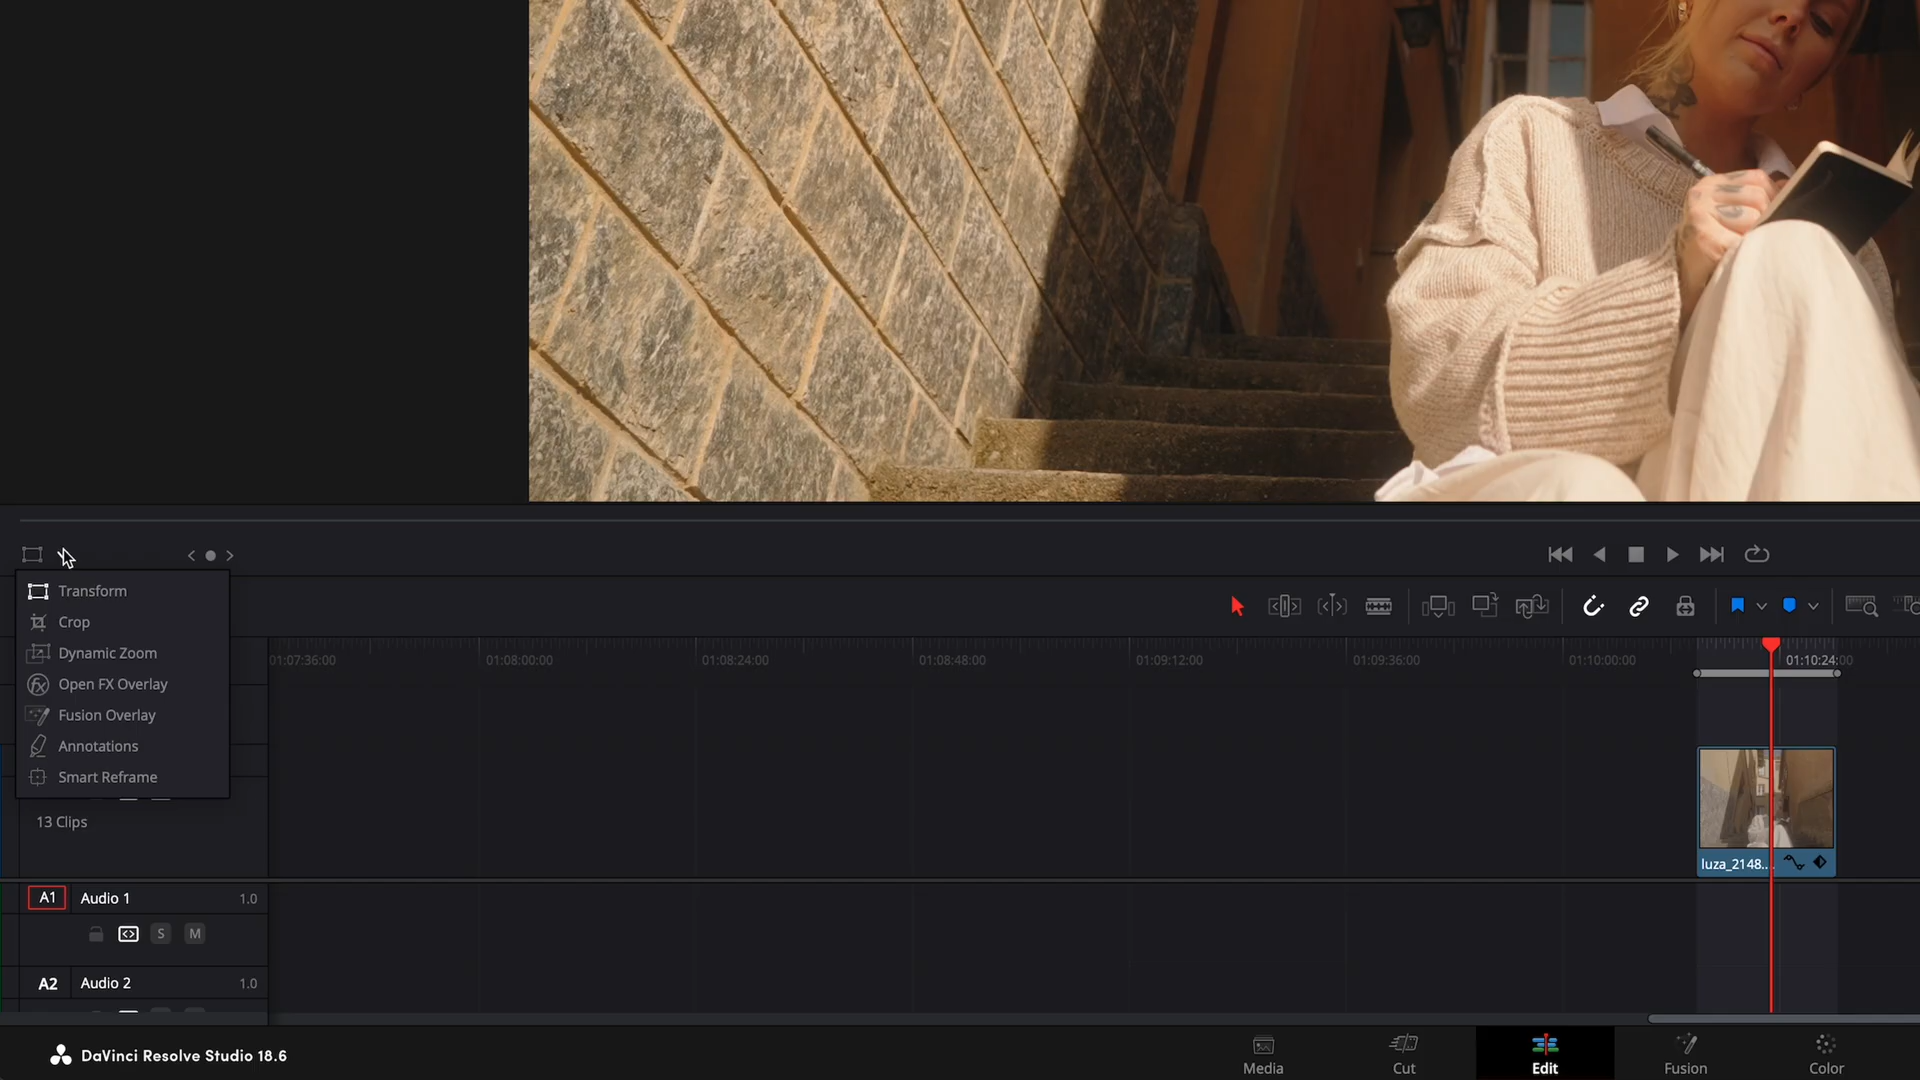 Transform
Crop
Dynamic Zoom
Open FX Overlay
Fusion Overlay
Annotations
Smart Reframe
01:07:36:00
01:08:00:00
01:08:24:00
01:08:48:00
01:09:12:00
01:09:36:00
01:10:00:00
01:10:24:00
13 Clips
luza_2148...
A1 Audio 1 1.0
S M
A2 Audio 2 1.0
DaVinci Resolve Studio 18.6
Media
Cut
Edit
Fusion
Color